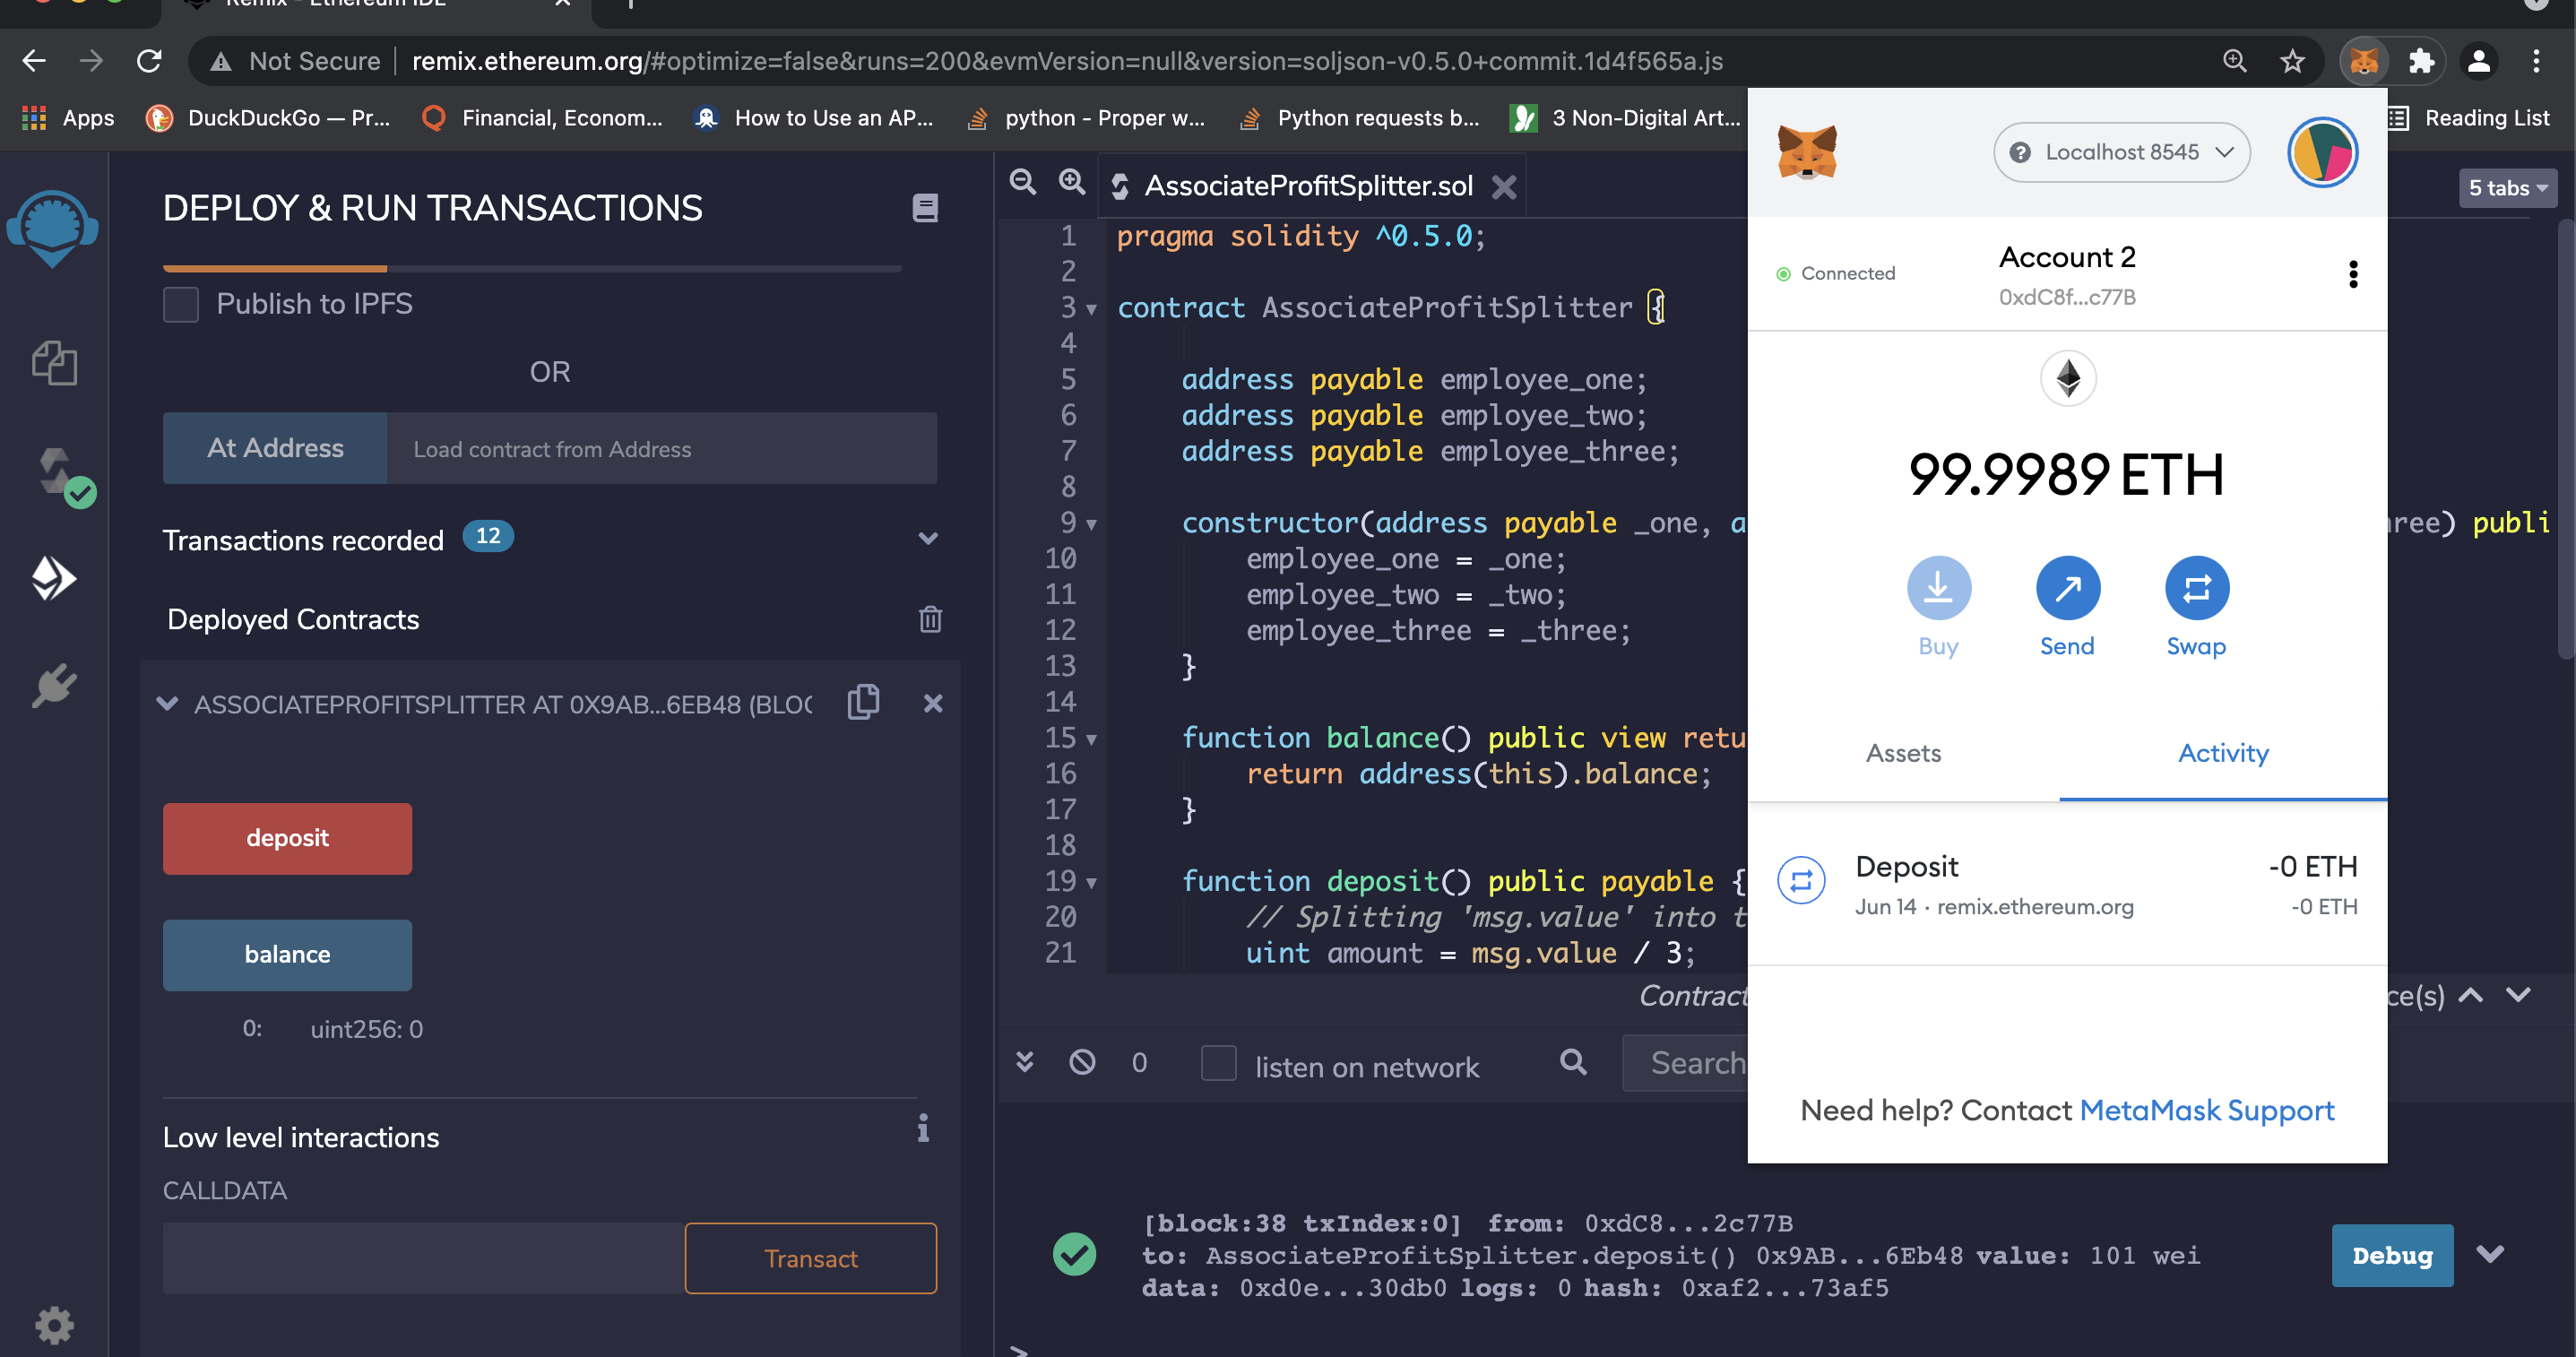 Remix - Ethereum IDE
Not Secure
remix.ethereum.org/#optimize=false&runs=200&evmVersion=null&version=soljson-v0.5.0+commit.1d4f565a.js
Apps
DuckDuckGo — Pr...
Financial, Econom...
How to Use an AP...
python - Proper w...
Python requests b...
3 Non-Digital Art...
Reading List
DEPLOY & RUN TRANSACTIONS
Publish to IPFS
OR
At Address
Load contract from Address
Transactions recorded 12
Deployed Contracts
ASSOCIATEPROFITSPLITTER AT 0X9AB...6EB48 (BLOC
deposit
balance
0: uint256: 0
Low level interactions
i
CALLDATA
Transact
AssociateProfitSplitter.sol
5 tabs
1 pragma solidity ^0.5.0;
2
3 contract AssociateProfitSplitter {
4
5 address payable employee_one;
6 address payable employee_two;
7 address payable employee_three;
8
9 constructor(address payable _one, a
hree) publi
10 employee_one = _one;
11 employee_two = _two;
12 employee_three = _three;
13 }
14
15 function balance() public view retu
16 return address(this).balance;
17 }
18
19 function deposit() public payable {
20 // Splitting 'msg.value' into t
21 uint amount = msg.value / 3;
Contract
ce(s)
0
listen on network
Search
[block:38 txIndex:0] from: 0xdC8...2c77B
to: AssociateProfitSplitter.deposit() 0x9AB...6Eb48 value: 101 wei
data: 0xd0e...30db0 logs: 0 hash: 0xaf2...73af5
Debug
>
Localhost 8545
Connected
Account 2
0xdC8f...c77B
99.9989 ETH
Buy
Send
Swap
Assets
Activity
Deposit
-0 ETH
Jun 14 · remix.ethereum.org
-0 ETH
Need help? Contact MetaMask Support